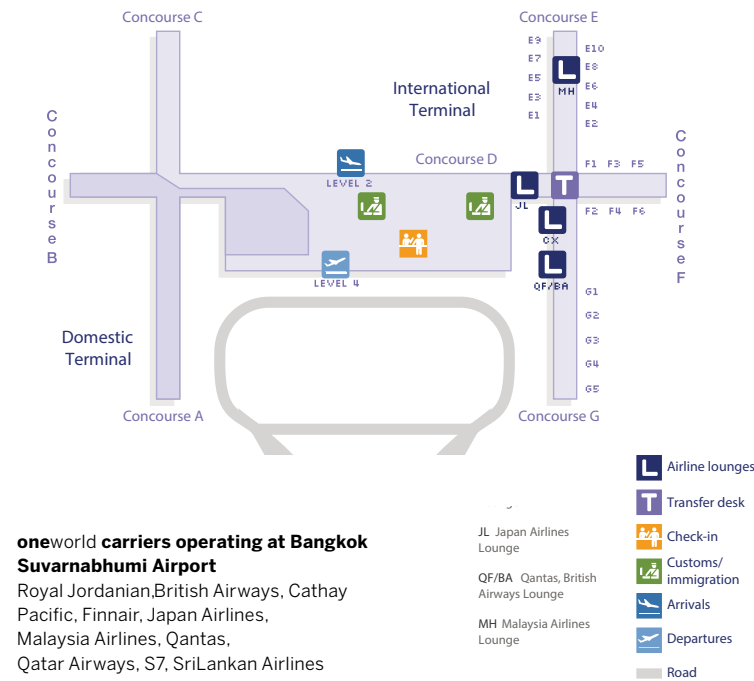 Concourse C
Concourse E
E9
E10
E7
E8
E5
E6
E3
E4
E1
E2
International
Terminal
L
MH
Concourse B
Concourse D
Concourse F
F1 F3 F5
LEVEL 2
L
JL
T
F2 F4 F6
L
CX
L
QF/BA
LEVEL 4
G1
G2
G3
G4
G5
Domestic
Terminal
Concourse A
Concourse G
L Airline lounges
T Transfer desk
Check-in
Customs/
immigration
Arrivals
Departures
Road
JL Japan Airlines
Lounge
QF/BA Qantas, British
Airways Lounge
MH Malaysia Airlines
Lounge
oneworld carriers operating at Bangkok
Suvarnabhumi Airport
Royal Jordanian,British Airways, Cathay
Pacific, Finnair, Japan Airlines,
Malaysia Airlines, Qantas,
Qatar Airways, S7, SriLankan Airlines